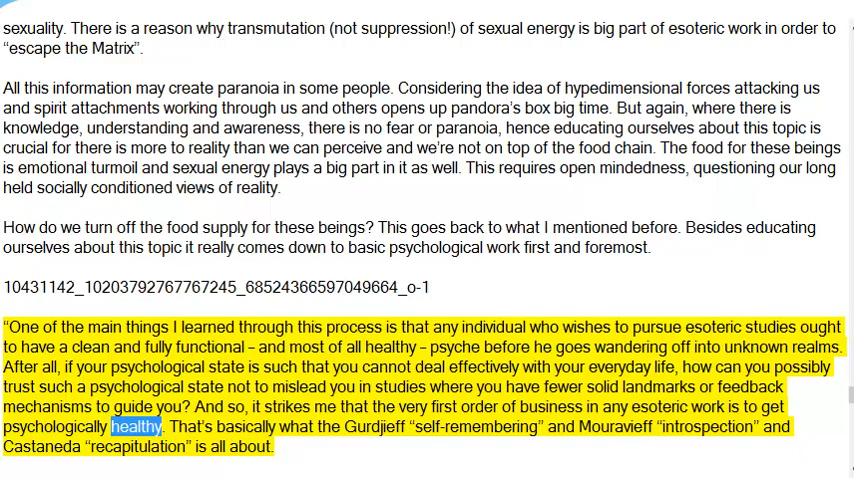 sexuality. There is a reason why transmutation (not suppression!) of sexual energy is big part of esoteric work in order to
“escape the Matrix”.
All this information may create paranoia in some people. Considering the idea of hypedimensional forces attacking us
and spirit attachments working through us and others opens up pandora’s box big time. But again, where there is
knowledge, understanding and awareness, there is no fear or paranoia, hence educating ourselves about this topic is
crucial for there is more to reality than we can perceive and we’re not on top of the food chain. The food for these beings
is emotional turmoil and sexual energy plays a big part in it as well. This requires open mindedness, questioning our long
held socially conditioned views of reality.
How do we turn off the food supply for these beings? This goes back to what I mentioned before. Besides educating
ourselves about this topic it really comes down to basic psychological work first and foremost.
10431142_10203792767767245_68524366597049664_o-1
“One of the main things I learned through this process is that any individual who wishes to pursue esoteric studies ought
to have a clean and fully functional – and most of all healthy – psyche before he goes wandering off into unknown realms.
After all, if your psychological state is such that you cannot deal effectively with your everyday life, how can you possibly
trust such a psychological state not to mislead you in studies where you have fewer solid landmarks or feedback
mechanisms to guide you? And so, it strikes me that the very first order of business in any esoteric work is to get
psychologically healthy. That’s basically what the Gurdjieff “self-remembering” and Mouravieff “introspection” and
Castaneda “recapitulation” is all about.